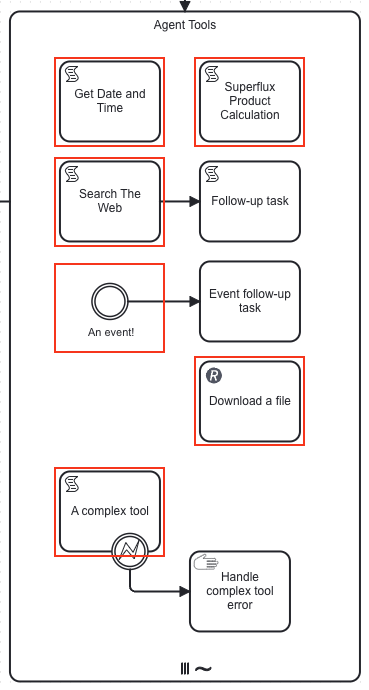 Agent Tools
Get Date and
Time
Superflux
Product
Calculation
Search The
Web
Follow-up task
An event!
Event follow-up
task
R
Download a file
A complex tool
Handle
complex tool
error